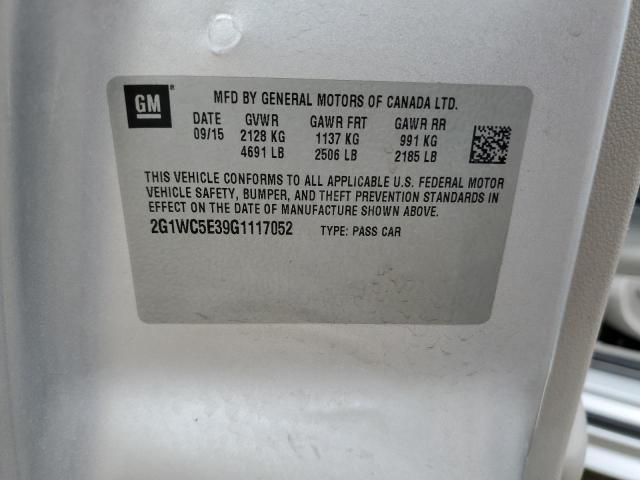 GM
MFD BY GENERAL MOTORS OF CANADA LTD.
DATE GVWR GAWR FRT GAWR RR
09/15 2128 KG 1137 KG 991 KG
4691 LB 2506 LB 2185 LB
THIS VEHICLE CONFORMS TO ALL APPLICABLE U.S. FEDERAL MOTOR
VEHICLE SAFETY, BUMPER, AND THEFT PREVENTION STANDARDS IN
EFFECT ON THE DATE OF MANUFACTURE SHOWN ABOVE.
2G1WC5E39G1117052 TYPE: PASS CAR